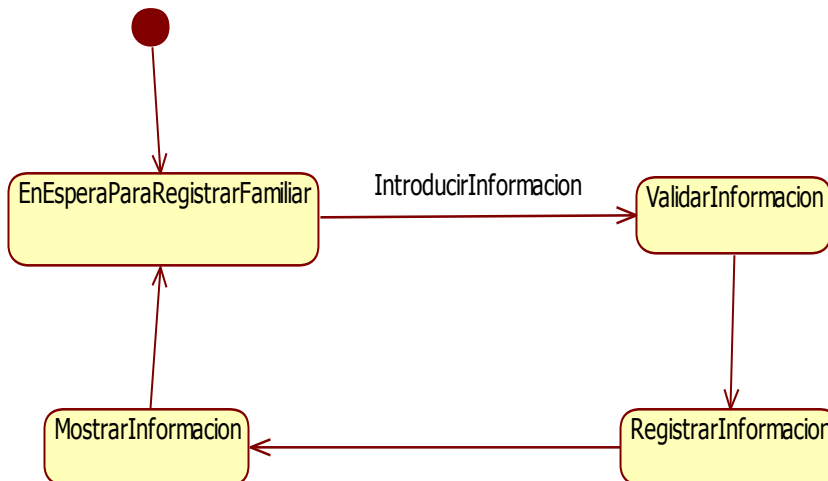 EnEsperaParaRegistrarFamiliar
IntroducirInformacion
ValidarInformacion
MostrarInformacion
RegistrarInformacion